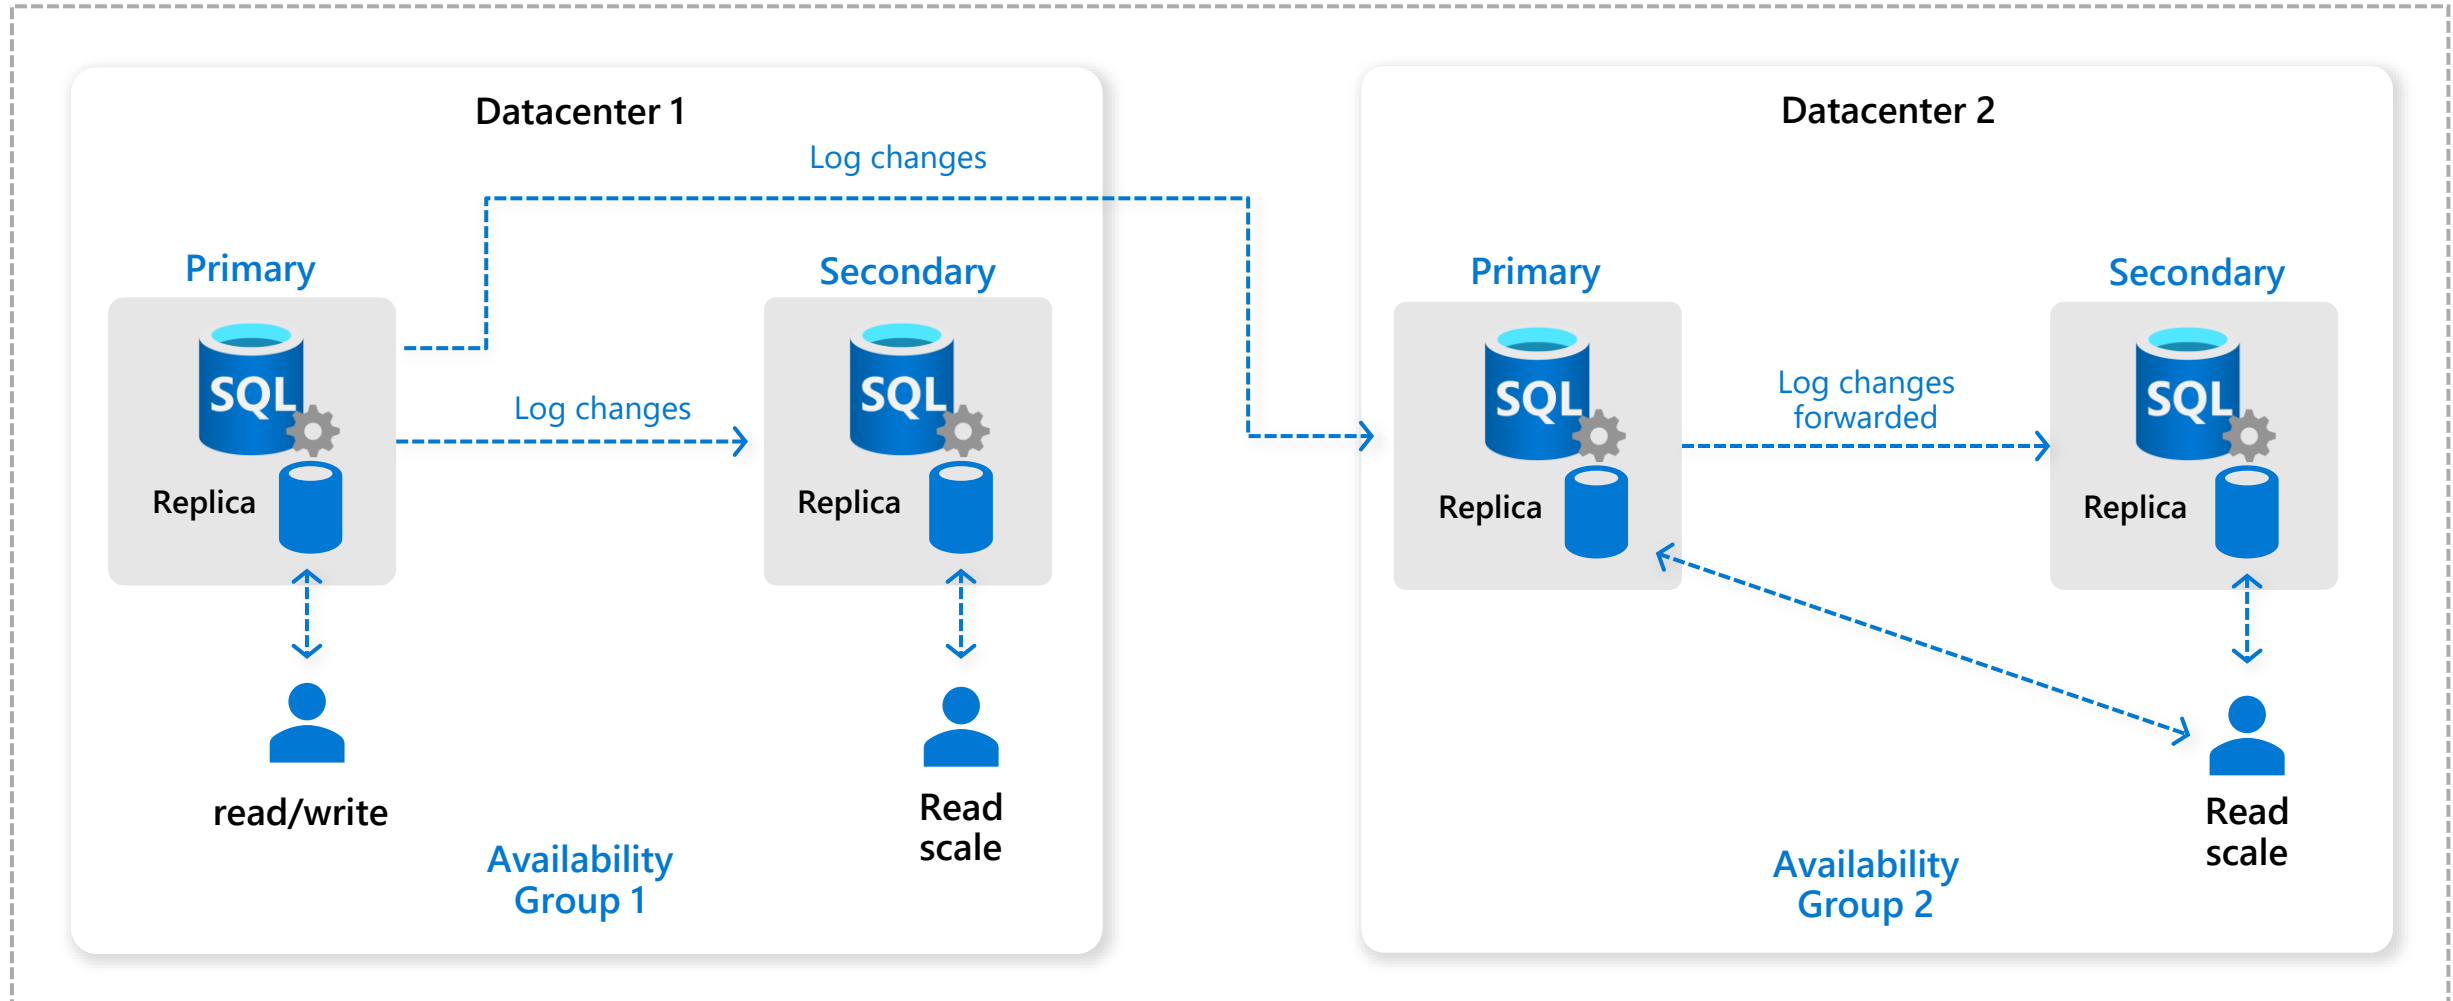 Datacenter 1
Log changes
Primary
Secondary
SQL
Log changes
SQL
Replica
Replica
read/write
Read
scale
Availability
Group 1
Datacenter 2
Primary
Secondary
SQL
Log changes
forwarded
SQL
Replica
Replica
Read
scale
Availability
Group 2